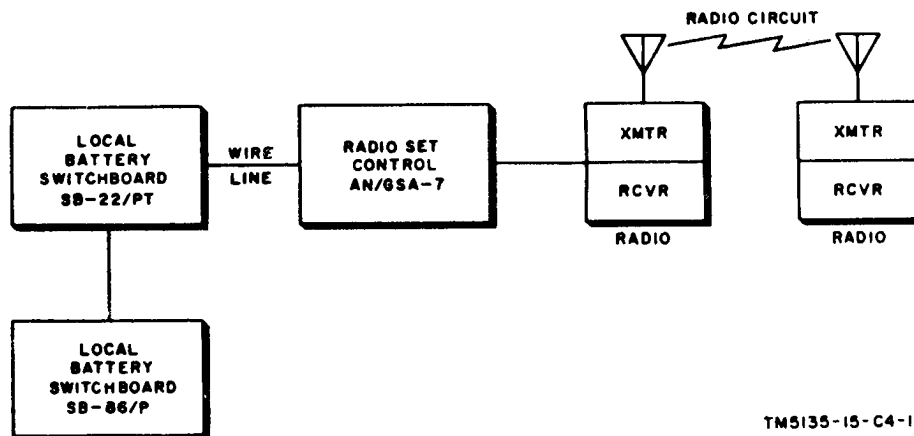 RADIO CIRCUIT
LOCAL
BATTERY
SWITCHBOARD
SB-22/PT
WIRE
LINE
RADIO SET
CONTROL
AN/GSA-7
XMTR
RCVR
RADIO
XMTR
RCVR
RADIO
LOCAL
BATTERY
SWITCHBOARD
SB-86/P
TM5135-15-C4-1